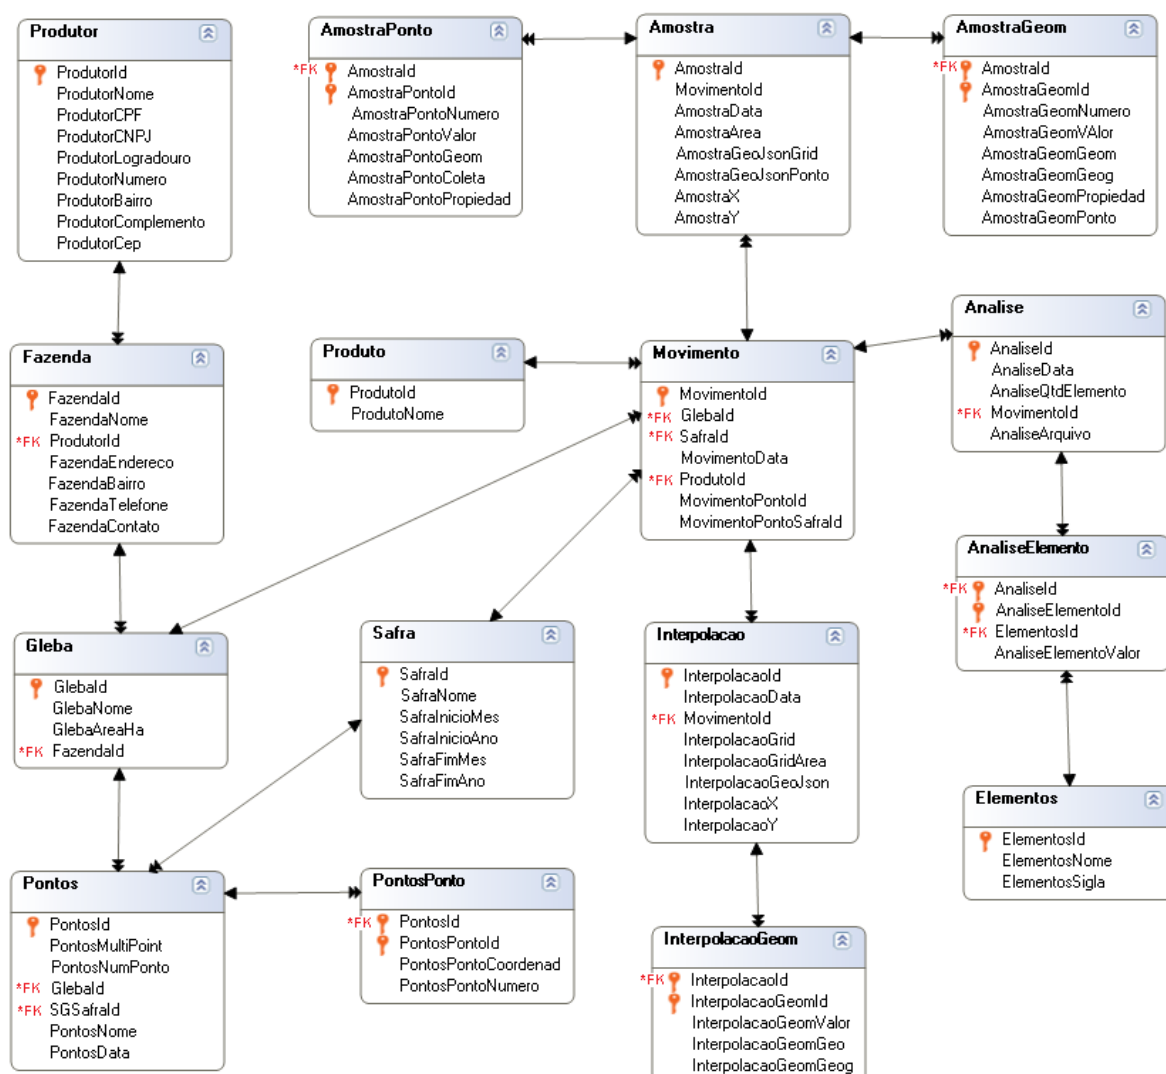 Produtor
ProdutorId
ProdutorNome
ProdutorCPF
ProdutorCNPJ
ProdutorLogradouro
ProdutorNumero
ProdutorBairro
ProdutorComplemento
ProdutorCep
AmostraPonto
*FK AmostraId
AmostraPontoId
AmostraPontoNumero
AmostraPontoValor
AmostraPontoGeom
AmostraPontoColeta
AmostraPontoPropiedad
Amostra
AmostraId
MovimentoId
AmostraData
AmostraArea
AmostraGeoJsonGrid
AmostraGeoJsonPonto
AmostraX
AmostraY
AmostraGeom
*FK AmostraId
AmostraGeomId
AmostraGeomNumero
AmostraGeomVAlor
AmostraGeomGeom
AmostraGeomGeog
AmostraGeomPropiedad
AmostraGeomPonto
Fazenda
FazendaId
FazendaNome
*FK ProdutorId
FazendaEndereco
FazendaBairro
FazendaTelefone
FazendaContato
Produto
ProdutoId
ProdutoNome
Movimento
MovimentoId
*FK GlebaId
*FK SafraId
MovimentoData
*FK ProdutoId
MovimentoPontoId
MovimentoPontoSafraId
Analise
AnaliseId
AnaliseData
AnaliseQtdElemento
*FK MovimentoId
AnaliseArquivo
AnaliseElemento
*FK AnaliseId
AnaliseElementoId
*FK ElementosId
AnaliseElementoValor
Gleba
GlebaId
GlebaNome
GlebaAreaHa
*FK FazendaId
Safra
SafraId
SafraNome
SafraInicioMes
SafraInicioAno
SafraFimMes
SafraFimAno
Interpolacao
InterpolacaoId
InterpolacaoData
*FK MovimentoId
InterpolacaoGrid
InterpolacaoGridArea
InterpolacaoGeoJson
InterpolacaoX
InterpolacaoY
Elementos
ElementosId
ElementosNome
ElementosSigla
Pontos
PontosId
PontosMultiPoint
PontosNumPonto
*FK GlebaId
*FK SGSafraId
PontosNome
PontosData
PontosPonto
*FK PontosId
PontosPontoId
PontosPontoCoordenad
PontosPontoNumero
InterpolacaoGeom
*FK InterpolacaoId
InterpolacaoGeomId
InterpolacaoGeomValor
InterpolacaoGeomGeo
InterpolacaoGeomGeog